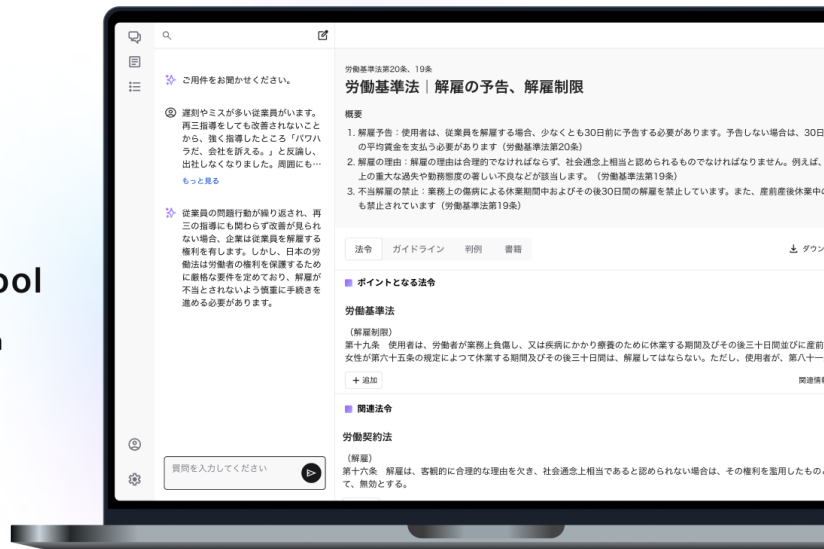 ool
ご用件をお聞かせください。
遅刻やミスが多い従業員がいます。
再三指導をしても改善されないこと
から、強く指導したところ「パワハ
ラだ、会社を訴える。」と反論し、
出社しなくなりました。周囲にも…
もっと見る
従業員の問題行動が繰り返され、再
三の指導にも関わらず改善が見られ
ない場合、企業は従業員を解雇する
権利を有します。しかし、日本の労
働法は労働者の権利を保護するため
に厳格な要件を定めており、解雇が
不当とされないよう慎重に手続きを
進める必要があります。
質問を入力してください
労働基準法第20条、19条
労働基準法｜解雇の予告、解雇制限
概要
1. 解雇予告：使用者は、従業員を解雇する場合、少なくとも30日前に予告する必要があります。予告しない場合は、30日
の平均賃金を支払う必要があります（労働基準法第20条）
2. 解雇の理由：解雇の理由は合理的でなければならず、社会通念上相当と認められるものでなければなりません。例えば、
上の重大な過失や勤務態度の著しい不良などが該当します。（労働基準法第19条）
3. 不当解雇の禁止：業務上の傷病による休業期間中およびその後30日間の解雇を禁止しています。また、産前産後休業中の
も禁止されています（労働基準法第19条）
法令 ガイドライン 判例 書籍
ダウン
ポイントとなる法令
労働基準法
（解雇制限）
第十九条　使用者は、労働者が業務上負傷し、又は疾病にかかり療養のために休業する期間及びその後三十日間並びに産前
女性が第六十五条の規定によつて休業する期間及びその後三十日間は、解雇してはならない。ただし、使用者が、第八十一
+ 追加
関連情報
関連法令
労働契約法
（解雇）
第十六条　解雇は、客観的に合理的な理由を欠き、社会通念上相当であると認められない場合は、その権利を濫用したもの
て、無効とする。